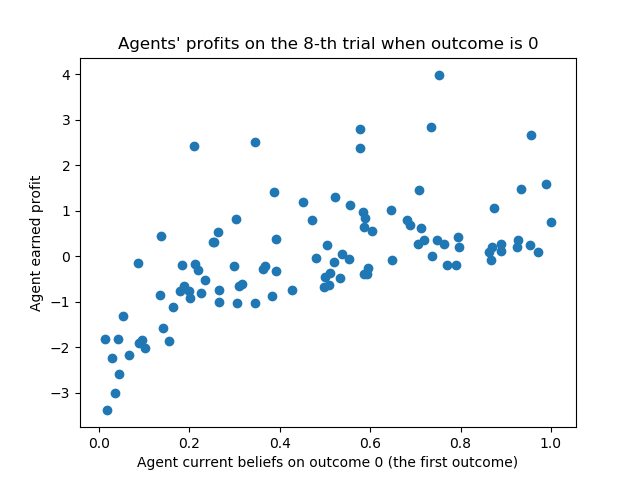 Agents' profits on the 8-th trial when outcome is 0
Agent earned profit
4
3
2
1
0
−1
−2
−3
0.0 0.2 0.4 0.6 0.8 1.0
Agent current beliefs on outcome 0 (the first outcome)